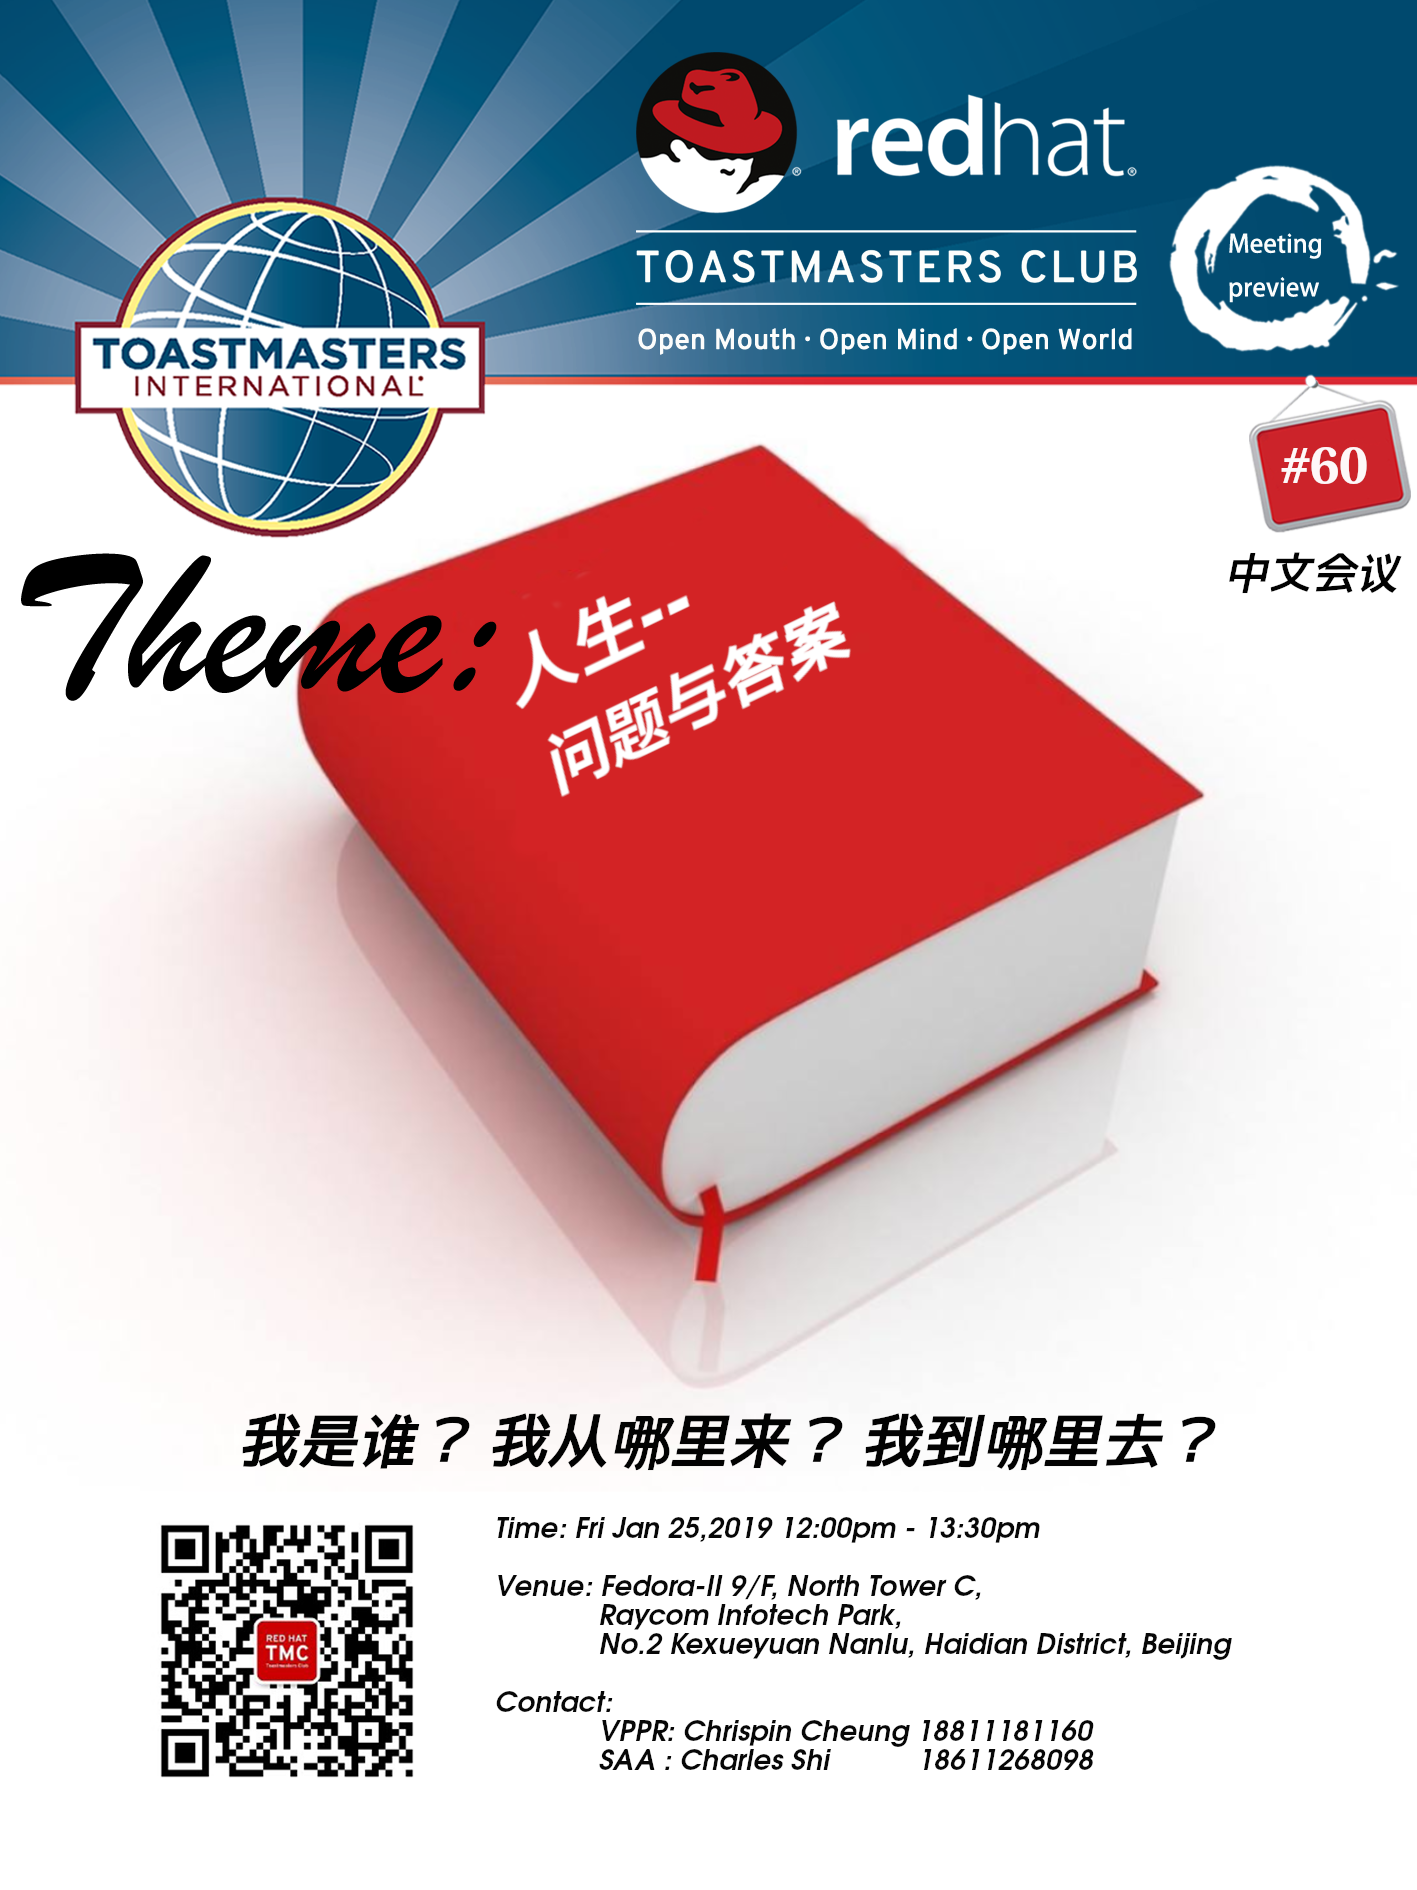 redhat
TOASTMASTERS CLUB
Open Mouth · Open Mind · Open World
Meeting
preview
TOASTMASTERS
INTERNATIONAL
#60
中文会议
Theme:
人生--
问题与答案
我是谁？ 我从哪里来？ 我到哪里去？
Time: Fri Jan 25,2019 12:00pm - 13:30pm
Venue: Fedora-II 9/F, North Tower C,
Raycom Infotech Park,
No.2 Kexueyuan Nanlu, Haidian District, Beijing
RED HAT
TMC
Toastmasters Club
Contact:
VPPR: Chrispin Cheung 18811181160
SAA : Charles Shi 18611268098